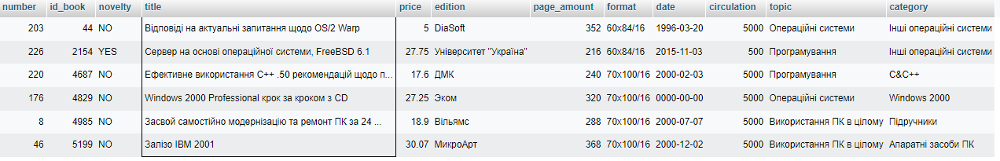 number id_book novelty title price edition page_amount format date circulation topic category
203 44 NO Відповіді на актуальні запитання щодо OS/2 Warp 5 DiaSoft 352 60x84/16 1996-03-20 5000 Операційні системи Інші операційні системи
226 2154 YES Сервер на основі операційної системи, FreeBSD 6.1 27.75 Університет "Україна" 216 60x84/16 2015-11-03 500 Програмування Інші операційні системи
220 4687 NO Ефективне використання C++ .50 рекомендацій щодо п... 17.6 ДМК 240 70x100/16 2000-02-03 5000 Програмування C&C++
176 4829 NO Windows 2000 Professional крок за кроком з CD 27.25 Эком 320 70x100/16 0000-00-00 5000 Операційні системи Windows 2000
8 4985 NO Засвой самостійно модернізацію та ремонт ПК за 24 ... 18.9 Вільямс 288 70x100/16 2000-07-07 5000 Використання ПК в цілому Підручники
46 5199 NO Залізо IBM 2001 30.07 МикроАрт 368 70x100/16 2000-12-02 5000 Використання ПК в цілому Апаратні засоби ПК